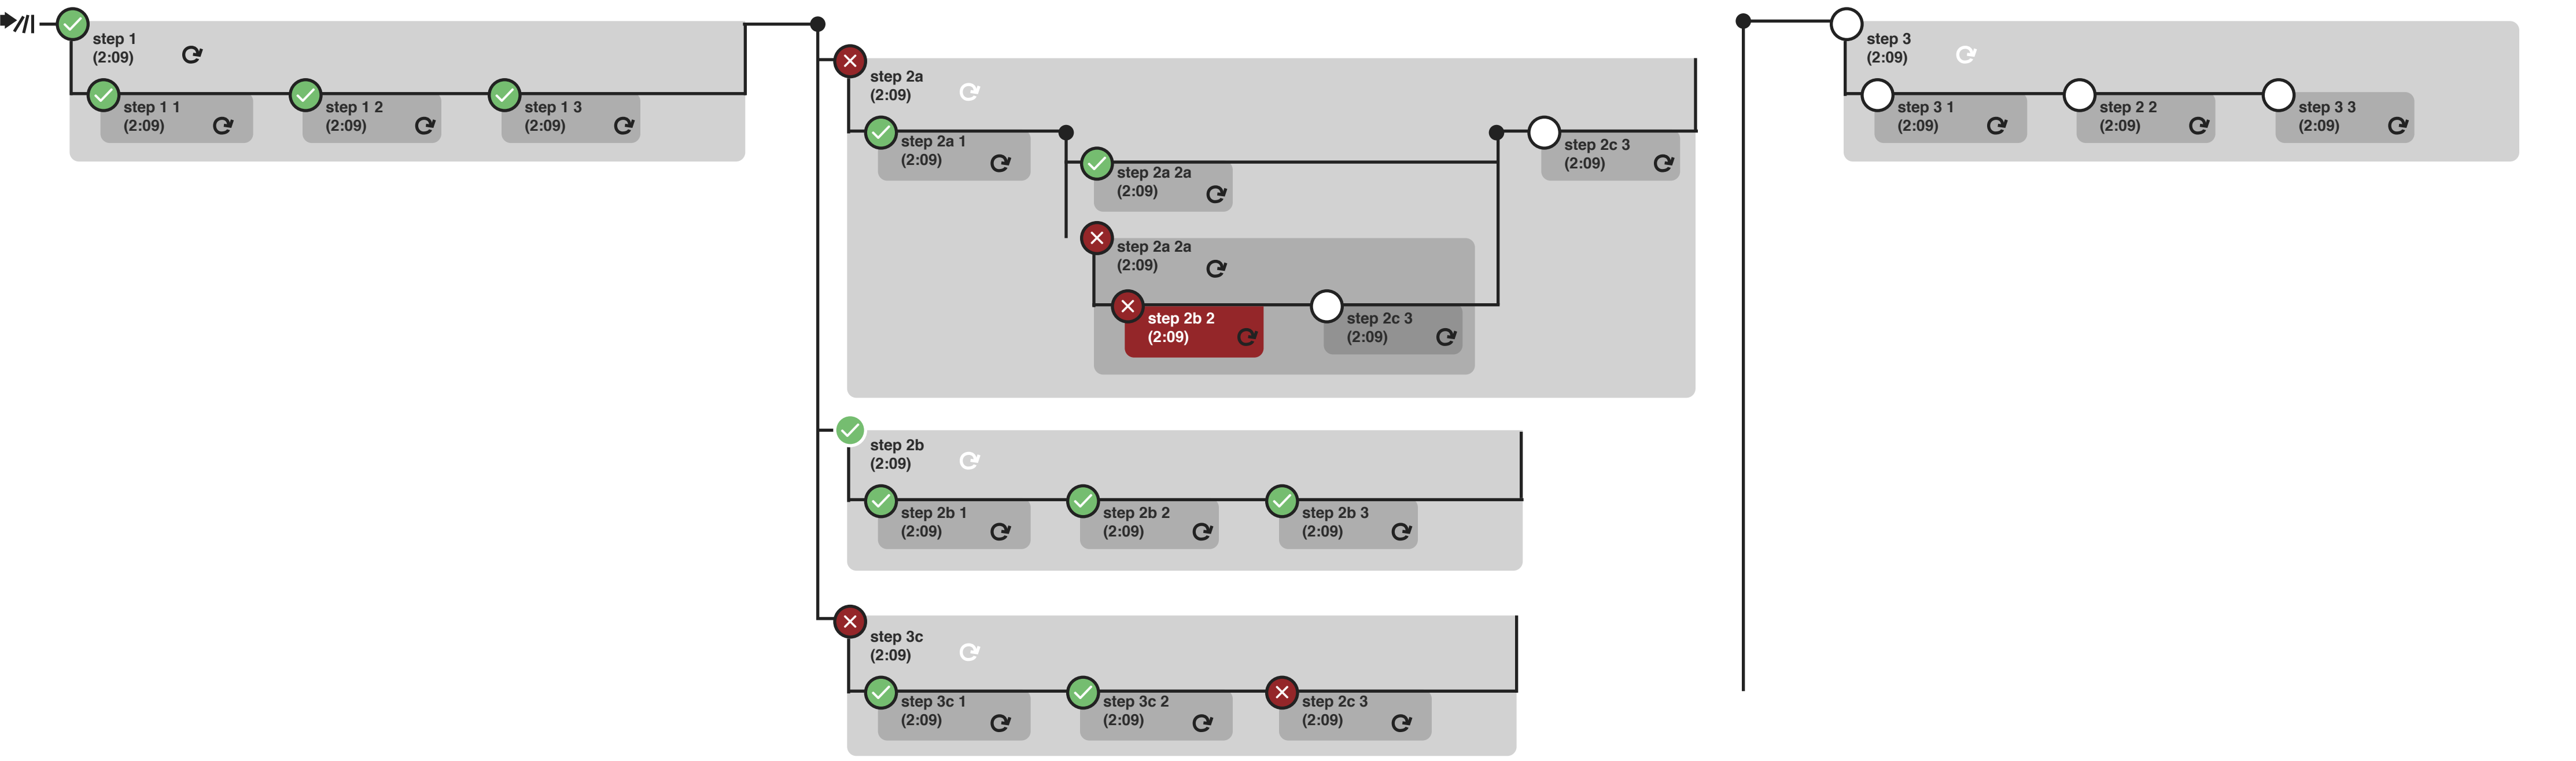 step 1
(2:09)
step 1 1
(2:09)
step 1 2
(2:09)
step 1 3
(2:09)
step 2a
(2:09)
step 2a 1
(2:09)
step 2a 2a
(2:09)
step 2a 2a
(2:09)
step 2b 2
(2:09)
step 2c 3
(2:09)
step 2c 3
(2:09)
step 2b
(2:09)
step 2b 1
(2:09)
step 2b 2
(2:09)
step 2b 3
(2:09)
step 3c
(2:09)
step 3c 1
(2:09)
step 3c 2
(2:09)
step 2c 3
(2:09)
step 3
(2:09)
step 3 1
(2:09)
step 2 2
(2:09)
step 3 3
(2:09)